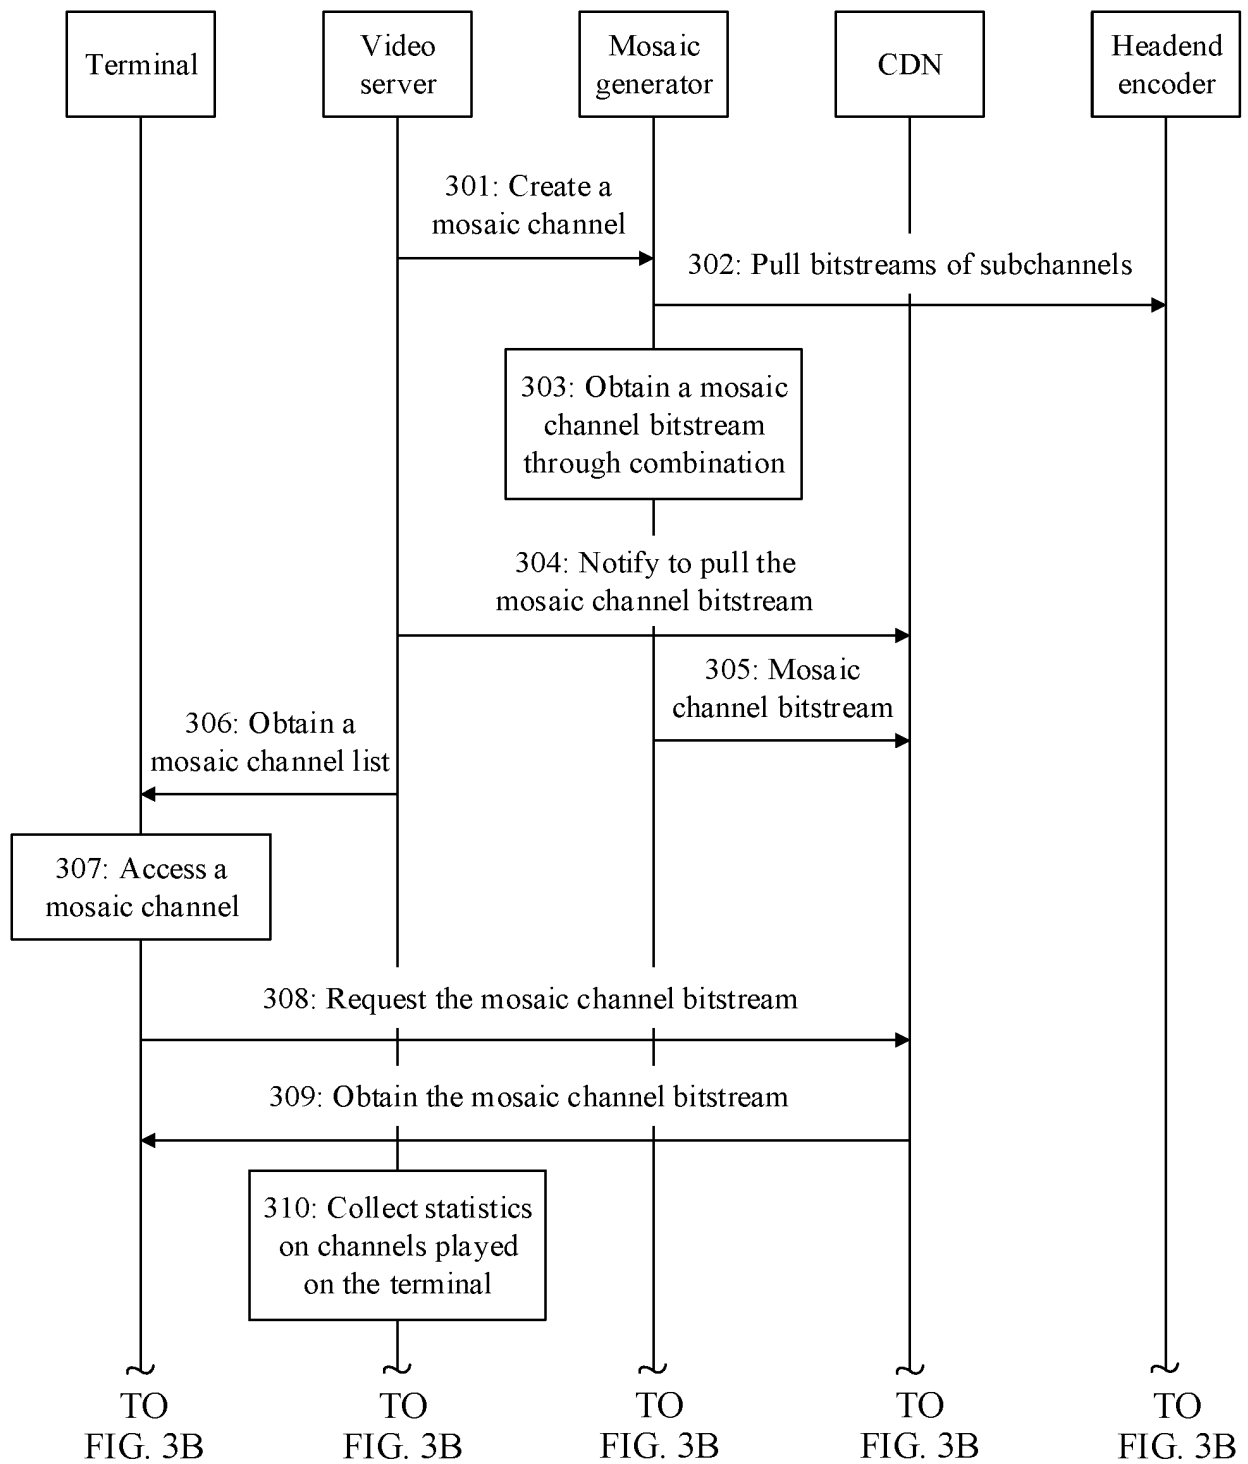 Terminal
Video
server
Mosaic
generator
CDN
Headend
encoder
301: Create a
mosaic channel
302: Pull bitstreams of subchannels
303: Obtain a mosaic
channel bitstream
through combination
304: Notify to pull the
mosaic channel bitstream
305: Mosaic
channel bitstream
306: Obtain a
mosaic channel list
307: Access a
mosaic channel
308: Request the mosaic channel bitstream
309: Obtain the mosaic channel bitstream
310: Collect statistics
on channels played
on the terminal
TO
FIG. 3B
TO
FIG. 3B
TO
FIG. 3B
TO
FIG. 3B
TO
FIG. 3B